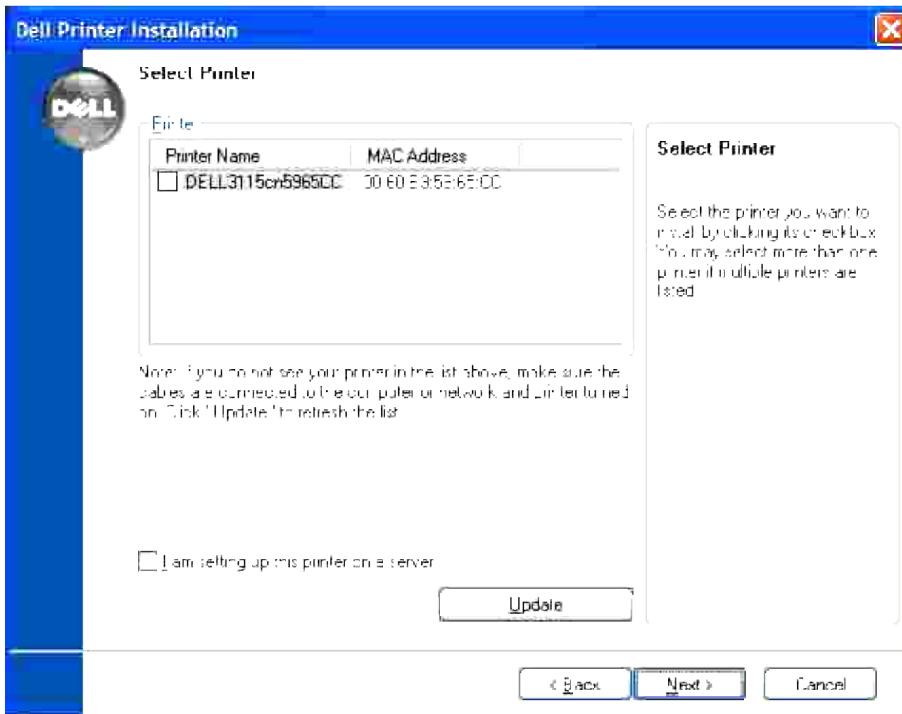 Dell Printer Installation
DELL
Select Printer
Printer
Printer Name MAC Address
DELL3115cn5965CC
Note: If you do not see your printer in the list above, make sure the
cables are connected to the computer or network and printer turned
on. Click "Update" to refresh the list
I am setting up this printer on a server
Update
< Back
Next >
Cancel
Select Printer
Select the printer you want to
install by clicking its checkbox
You may select more than one
printer if multiple printers are
listed